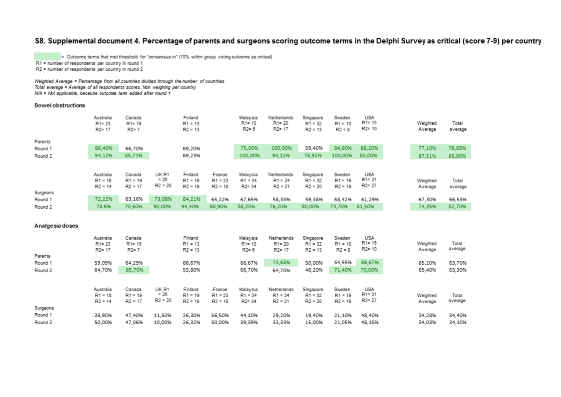 S8. Supplemental document 4. Percentage of parents and surgeons scoring outcome terms in the Delphi Survey as critical (score 7-9) per country
= Outcome terms that met threshold for "consensus-in" (70% within group voting outcome as critical)
R1 = number of respondents per country in round 1
R2 = number of respondents per country in round 2
Weighted Average = Percentage from all countries divided through the number of countries
Total average = Average of all respondents scores, Non weighting per country
N/A = Not applicable, because outcome term added after round 1
Bowel obstructions
Australia Canada Finland Malaysia Netherlands Singapore Sweden USA Weighted Total
R1= 23 R1= 19 R1 = 13 R1= 10 R1= 20 R1 = 32 R1 = 13 R1= 15 Average average
R2= 17 R2= 7 R2 = 13 R2= 6 R2= 17 R2 = 13 R2 = 8 R2= 10
Parents
Round 1 86,40% 66,70% 69,20% 75,00% 100,00% 59,40% 84,60% 88,20% 77,10% 78,69%
Round 2 94,12% 85,71% 69,23% 100,00% 94,12% 76,92% 100,00% 80,00% 87,51% 86,80%
Australia Canada UK R1 Finland France Malaysia Netherlands Singapore Sweden USA Weighted Total
R1 = 18 R1 = 19 = 20 R1 = 19 R1 = 23 R1 = 34 R1 = 24 R1 = 32 R1 = 19 R1= 31 Average average
R2 = 14 R2 = 17 R2 = 20 R2 = 19 R2 = 18 R2= 34 R2 = 21 R2 = 20 R2 = 19 R2= 27
Surgeons
Round 1 72,21% 63,16% 73,08% 84,21% 65,22% 67,65% 58,33% 59,38% 68,42% 61,29% 67,30% 66,53%
Round 2 78,6% 70,60% 80,00% 94,40% 88,90% 88,20% 76,20% 80,00% 73,70% 81,50% 74,35% 82,70%
Analgesia doses
Australia Canada Finland Malaysia Netherlands Singapore Sweden USA Weighted Total
R1= 23 R1= 19 R1 = 13 R1= 10 R1= 20 R1 = 32 R1 = 13 R1= 15 Average average
R2= 17 R2= 7 R2 = 13 R2= 6 R2= 17 R2 = 13 R2 = 8 R2= 10
Parents
Round 1 59,09% 64,29% 66,67% 66,67% 73,68% 50,00% 54,55% 86,67% 65,20% 63,70%
Round 2 64,70% 85,70% 53,80% 66,70% 64,70% 46,20% 71,40% 70,00% 65,40% 63,30%
Australia Canada UK R1 Finland France Malaysia Netherlands Singapore Sweden USA Weighted Total
R1 = 18 R1 = 19 = 20 R1 = 19 R1 = 23 R1 = 34 R1 = 24 R1 = 32 R1 = 19 R1= 31 Average average
R2 = 14 R2 = 17 R2 = 20 R2 = 19 R2 = 18 R2= 34 R2 = 21 R2 = 20 R2 = 19 R2= 27
Surgeons
Round 1 38,90% 47,40% 11,50% 26,30% 56,50% 44,10% 29,20% 19,40% 21,10% 48,40% 34,28% 34,40%
Round 2 50,00% 47,06% 10,00% 26,32% 50,00% 39,39% 33,33% 15,00% 21,05% 48,15% 34,03% 34,10%